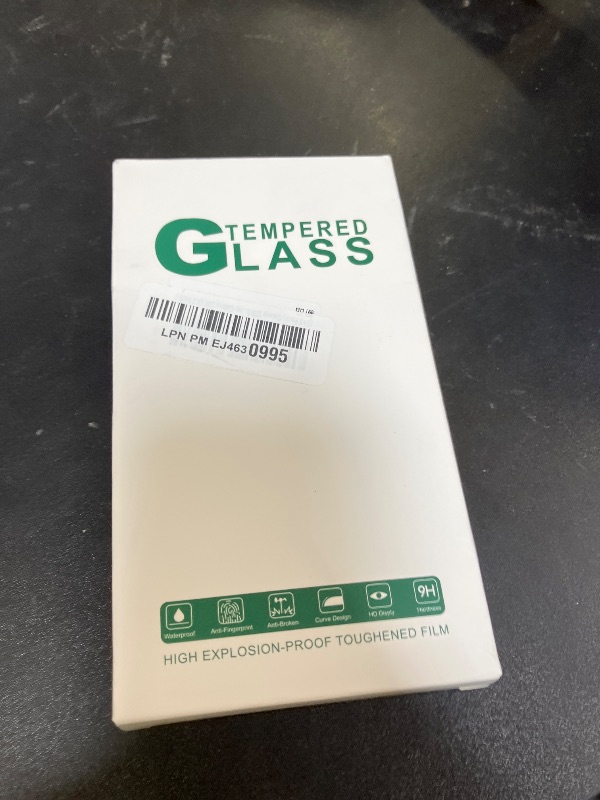 TEMPERED
GLASS
LPN PM EJ4630995
Waterproof
Anti-Fingerprint
Anti-Broken
Curve Design
HD Display
9H
Hardness
HIGH EXPLOSION-PROOF TOUGHENED FILM